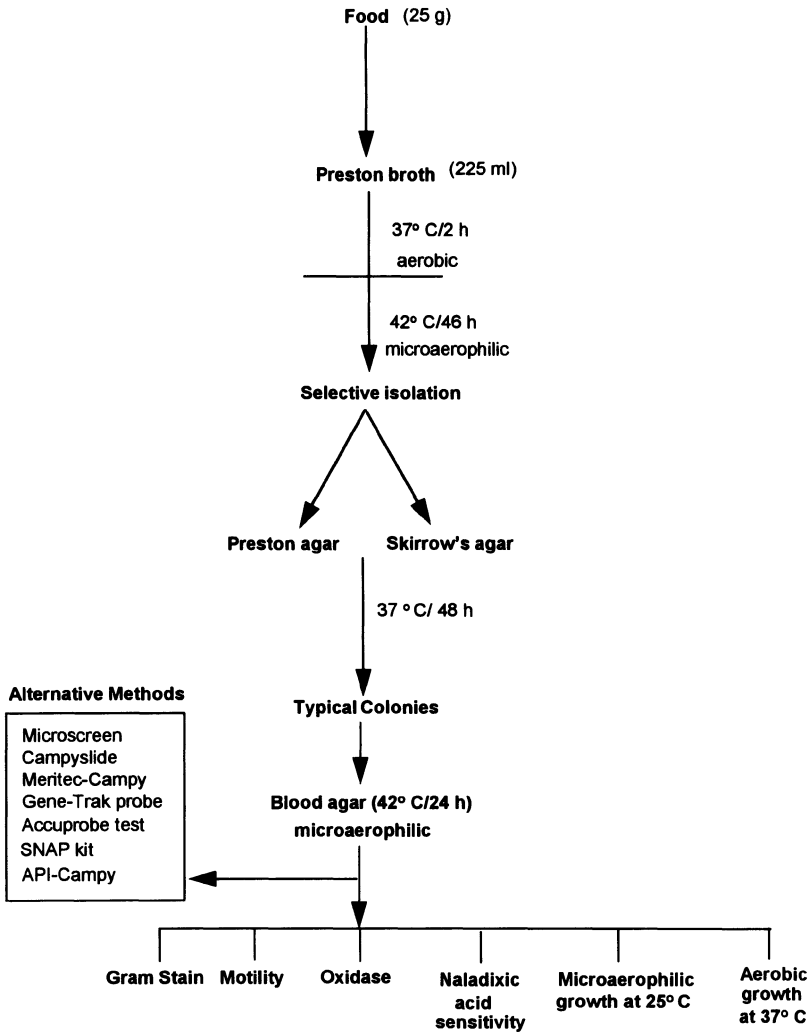 Food (25 g)
Preston broth (225 ml)
37° C/2 h
aerobic
42° C/46 h
microaerophilic
Selective isolation
Preston agar Skirrow's agar
37 °C/ 48 h
Typical Colonies
Alternative Methods
Microscreen
Campyslide
Meritec-Campy
Gene-Trak probe
Accuprobe test
SNAP kit
API-Campy
Blood agar (42° C/24 h)
microaerophilic
Gram Stain
Motility
Oxidase
Naladixic
acid
sensitivity
Microaerophilic
growth at 25° C
Aerobic
growth
at 37° C